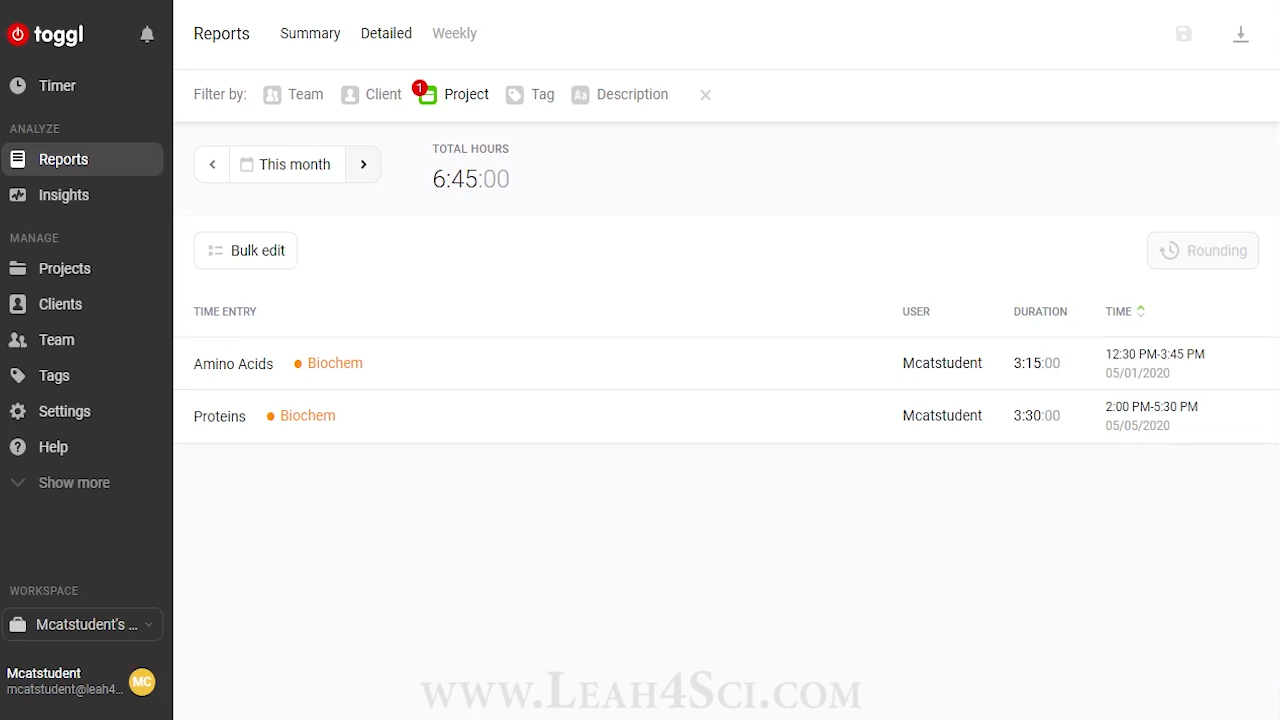 toggl
Timer
ANALYZE
Reports
Insights
MANAGE
Projects
Clients
Team
Tags
Settings
Help
Show more
WORKSPACE
Mcatstudent's ...
Mcatstudent
mcatstudent@leah4...
MC
Reports Summary Detailed Weekly
Filter by: Team Client 1 Project Tag Aa Description
This month
TOTAL HOURS
6:45:00
Bulk edit
Rounding
TIME ENTRY USER DURATION TIME
Amino Acids Biochem Mcatstudent 3:15:00 12:30 PM-3:45 PM
05/01/2020
Proteins Biochem Mcatstudent 3:30:00 2:00 PM-5:30 PM
05/05/2020
www.Leah4Sci.com